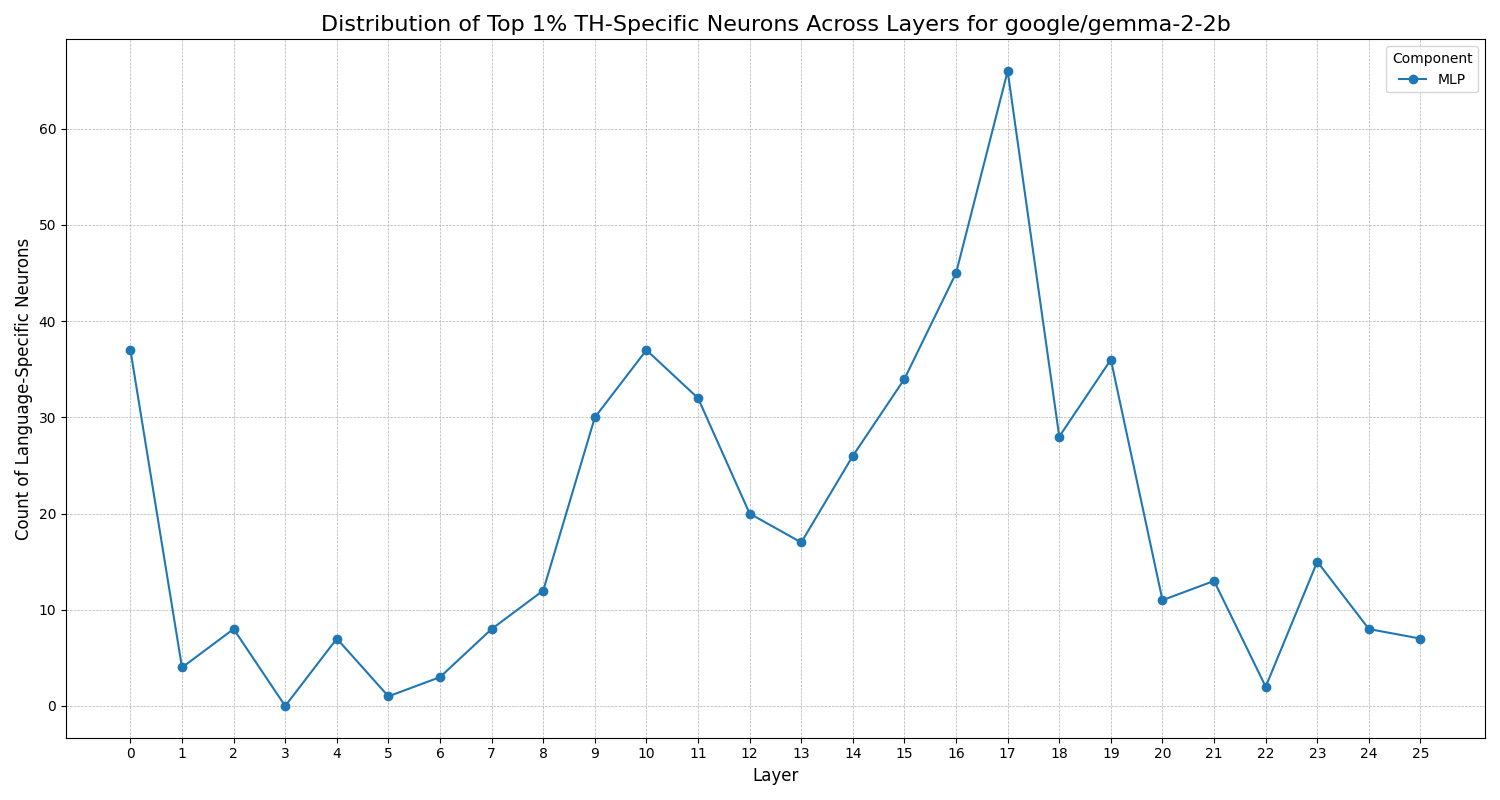 Distribution of Top 1% TH-Specific Neurons Across Layers for google/gemma-2-2b
Component
MLP
Count of Language-Specific Neurons
60
50
40
30
20
10
0
0 1 2 3 4 5 6 7 8 9 10 11 12 13 14 15 16 17 18 19 20 21 22 23 24 25
Layer